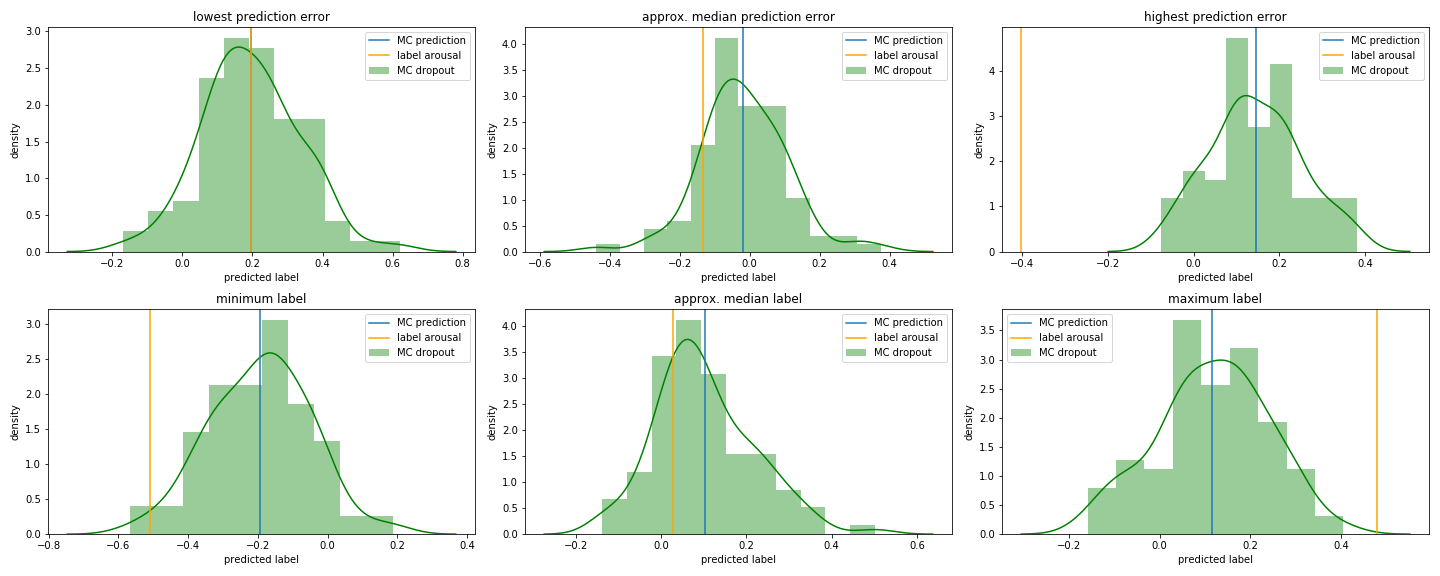 lowest prediction error
MC prediction
label arousal
MC dropout
density
3.0
2.5
2.0
1.5
1.0
0.5
0.0
−0.2 0.0 0.2 0.4 0.6 0.8
predicted label
approx. median prediction error
MC prediction
label arousal
MC dropout
density
4.0
3.5
3.0
2.5
2.0
1.5
1.0
0.5
0.0
−0.6 −0.4 −0.2 0.0 0.2 0.4
predicted label
highest prediction error
MC prediction
label arousal
MC dropout
density
4
3
2
1
0
−0.4 −0.2 0.0 0.2 0.4
predicted label
minimum label
MC prediction
label arousal
MC dropout
density
3.0
2.5
2.0
1.5
1.0
0.5
0.0
−0.8 −0.6 −0.4 −0.2 0.0 0.2 0.4
predicted label
approx. median label
MC prediction
label arousal
MC dropout
density
4.0
3.5
3.0
2.5
2.0
1.5
1.0
0.5
0.0
−0.2 0.0 0.2 0.4 0.6
predicted label
maximum label
MC prediction
label arousal
MC dropout
density
3.5
3.0
2.5
2.0
1.5
1.0
0.5
0.0
−0.2 0.0 0.2 0.4
predicted label